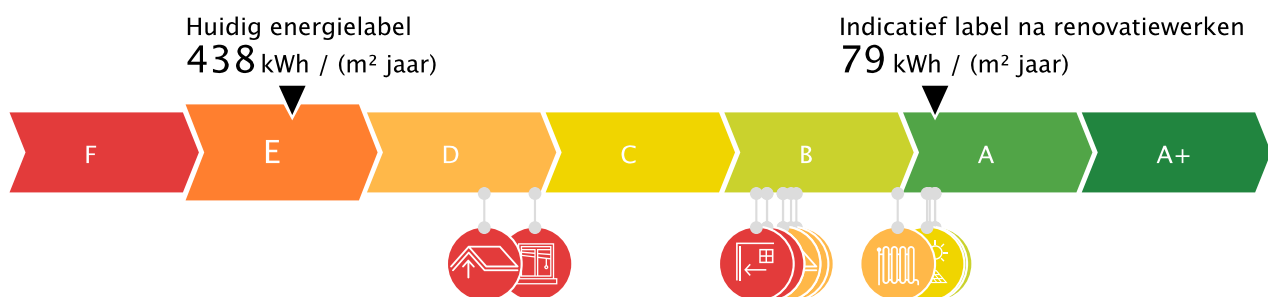 Huidig energielabel
438 kWh / (m² jaar)
Indicatief label na renovatiewerken
79 kWh / (m² jaar)
F E D C B A A+